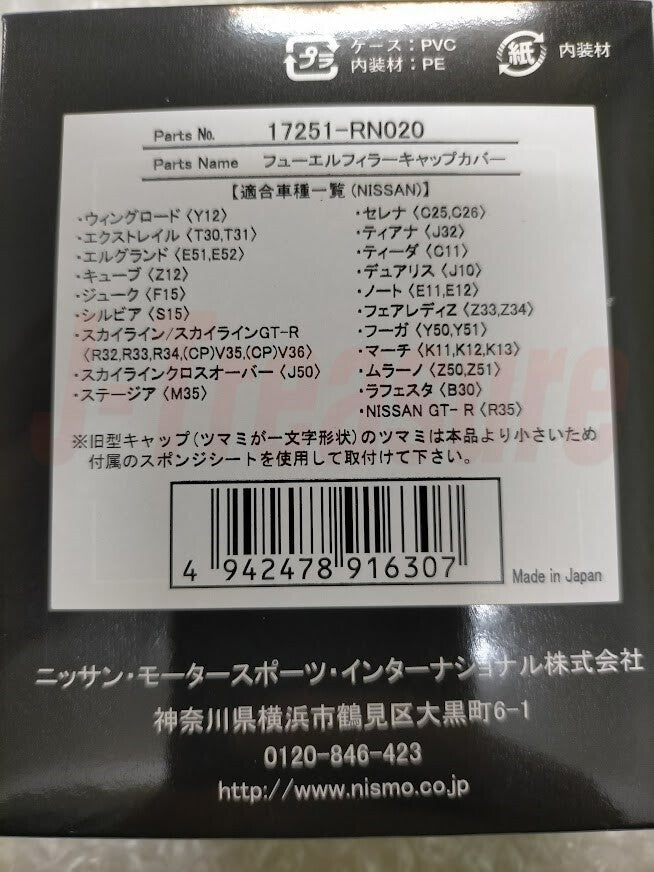 プラ
ケース:PVC
内装材:PE
紙
内装材
Parts No. 17251-RN020
Parts Name フューエルフィラーキャップカバー
【適合車種一覧(NISSAN)】
・ウィングロード〈Y12〉
・エクストレイル〈T30,T31〉
・エルグランド〈E51,E52〉
・キューブ〈Z12〉
・ジューク〈F15〉
・シルビア〈S15〉
・スカイライン/スカイラインGT-R
〈R32,R33,R34,(CP)V35,(CP)V36〉
・スカイラインクロスオーバー〈J50〉
・ステージア〈M35〉
・セレナ〈C25,C26〉
・ティアナ〈J32〉
・ティーダ〈C11〉
・デュアリス〈J10〉
・ノート〈E11,E12〉
・フェアレディZ〈Z33,Z34〉
・フーガ〈Y50,Y51〉
・マーチ〈K11,K12,K13〉
・ムラーノ〈Z50,Z51〉
・ラフェスタ〈B30〉
・NISSAN GT-R〈R35〉
※旧型キャップ(ツマミが一文字形状)のツマミは本品より小さいため
付属のスポンジシートを使用して取付けて下さい。
4 942478 916307
Made in Japan
ニッサン・モータースポーツ・インターナショナル株式会社
神奈川県横浜市鶴見区大黒町6-1
0120-846-423
http://www.nismo.co.jp
J-Treasure